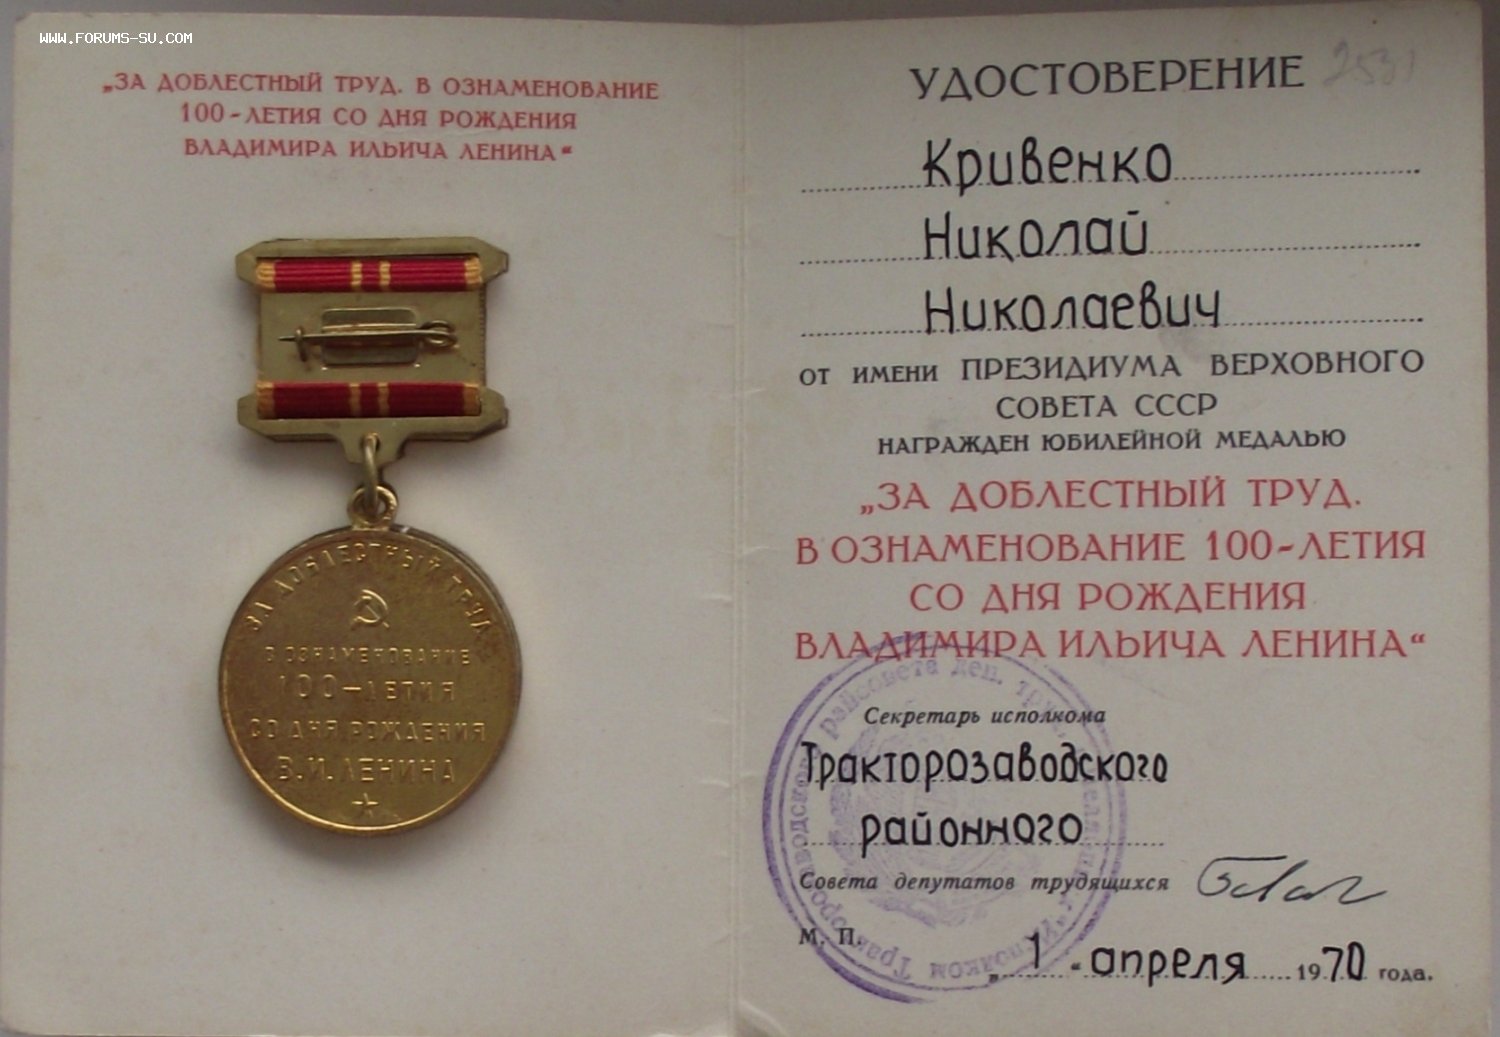 www.forums-su.com
„ЗА ДОБЛЕСТНЫЙ ТРУД. В ОЗНАМЕНОВАНИЕ
100-ЛЕТИЯ СО ДНЯ РОЖДЕНИЯ
ВЛАДИМИРА ИЛЬИЧА ЛЕНИНА“
ЗА ДОБЛЕСТНЫЙ ТРУД
В ОЗНАМЕНОВАНИЕ
100-ЛЕТИЯ
СО ДНЯ РОЖДЕНИЯ
В.И.ЛЕНИНА
УДОСТОВЕРЕНИЕ
Кривенко
Николай
Николаевич
ОТ ИМЕНИ ПРЕЗИДИУМА ВЕРХОВНОГО
СОВЕТА СССР
НАГРАЖДЕН ЮБИЛЕЙНОЙ МЕДАЛЬЮ
„ЗА ДОБЛЕСТНЫЙ ТРУД.
В ОЗНАМЕНОВАНИЕ 100-ЛЕТИЯ
СО ДНЯ РОЖДЕНИЯ
ВЛАДИМИРА ИЛЬИЧА ЛЕНИНА“
Секретарь исполкома
Тракторозаводского
районного
Совета депутатов трудящихся
М. П.
„1“ апреля 1970 года.